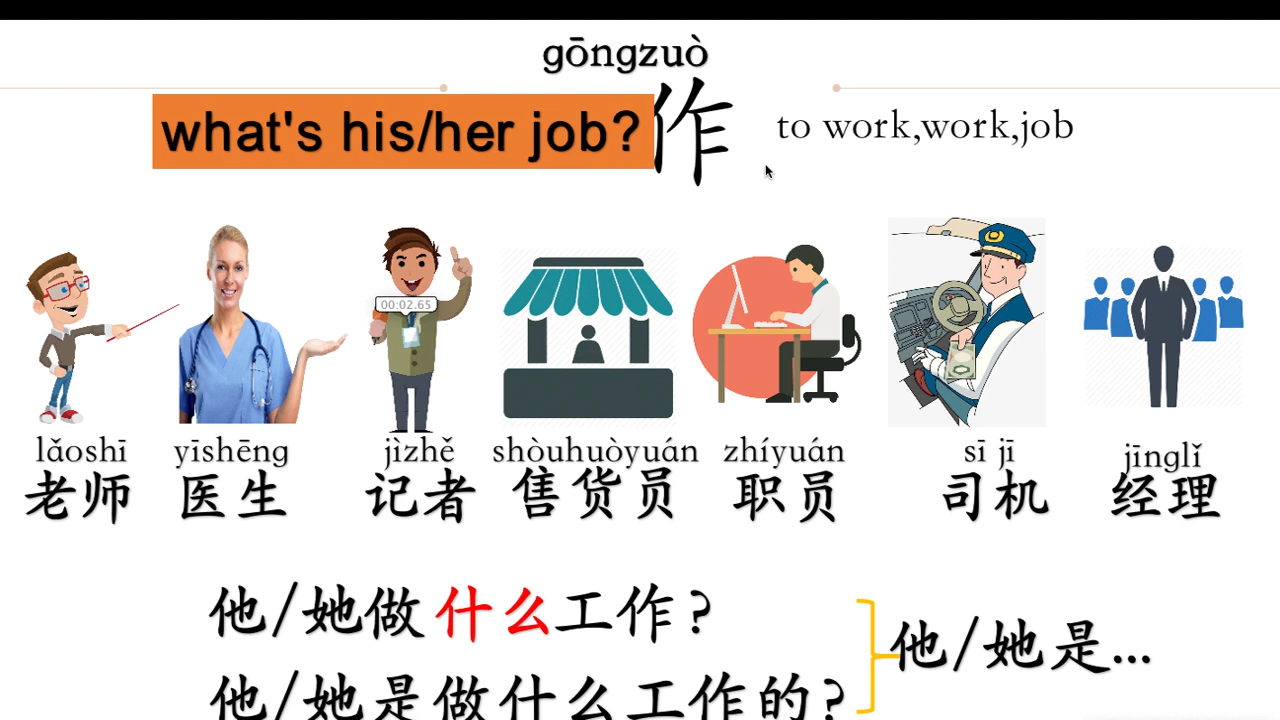 gōngzuò
what's his/her job?
作
to work,work,job
00:02.65
lǎoshī
yīshēng
jìzhě
shòuhuòyuán
zhíyuán
sī jī
jīnglǐ
老师
医生
记者
售货员
职员
司机
经理
他/她做什么工作?
他/她是做什么工作的?
他/她是...